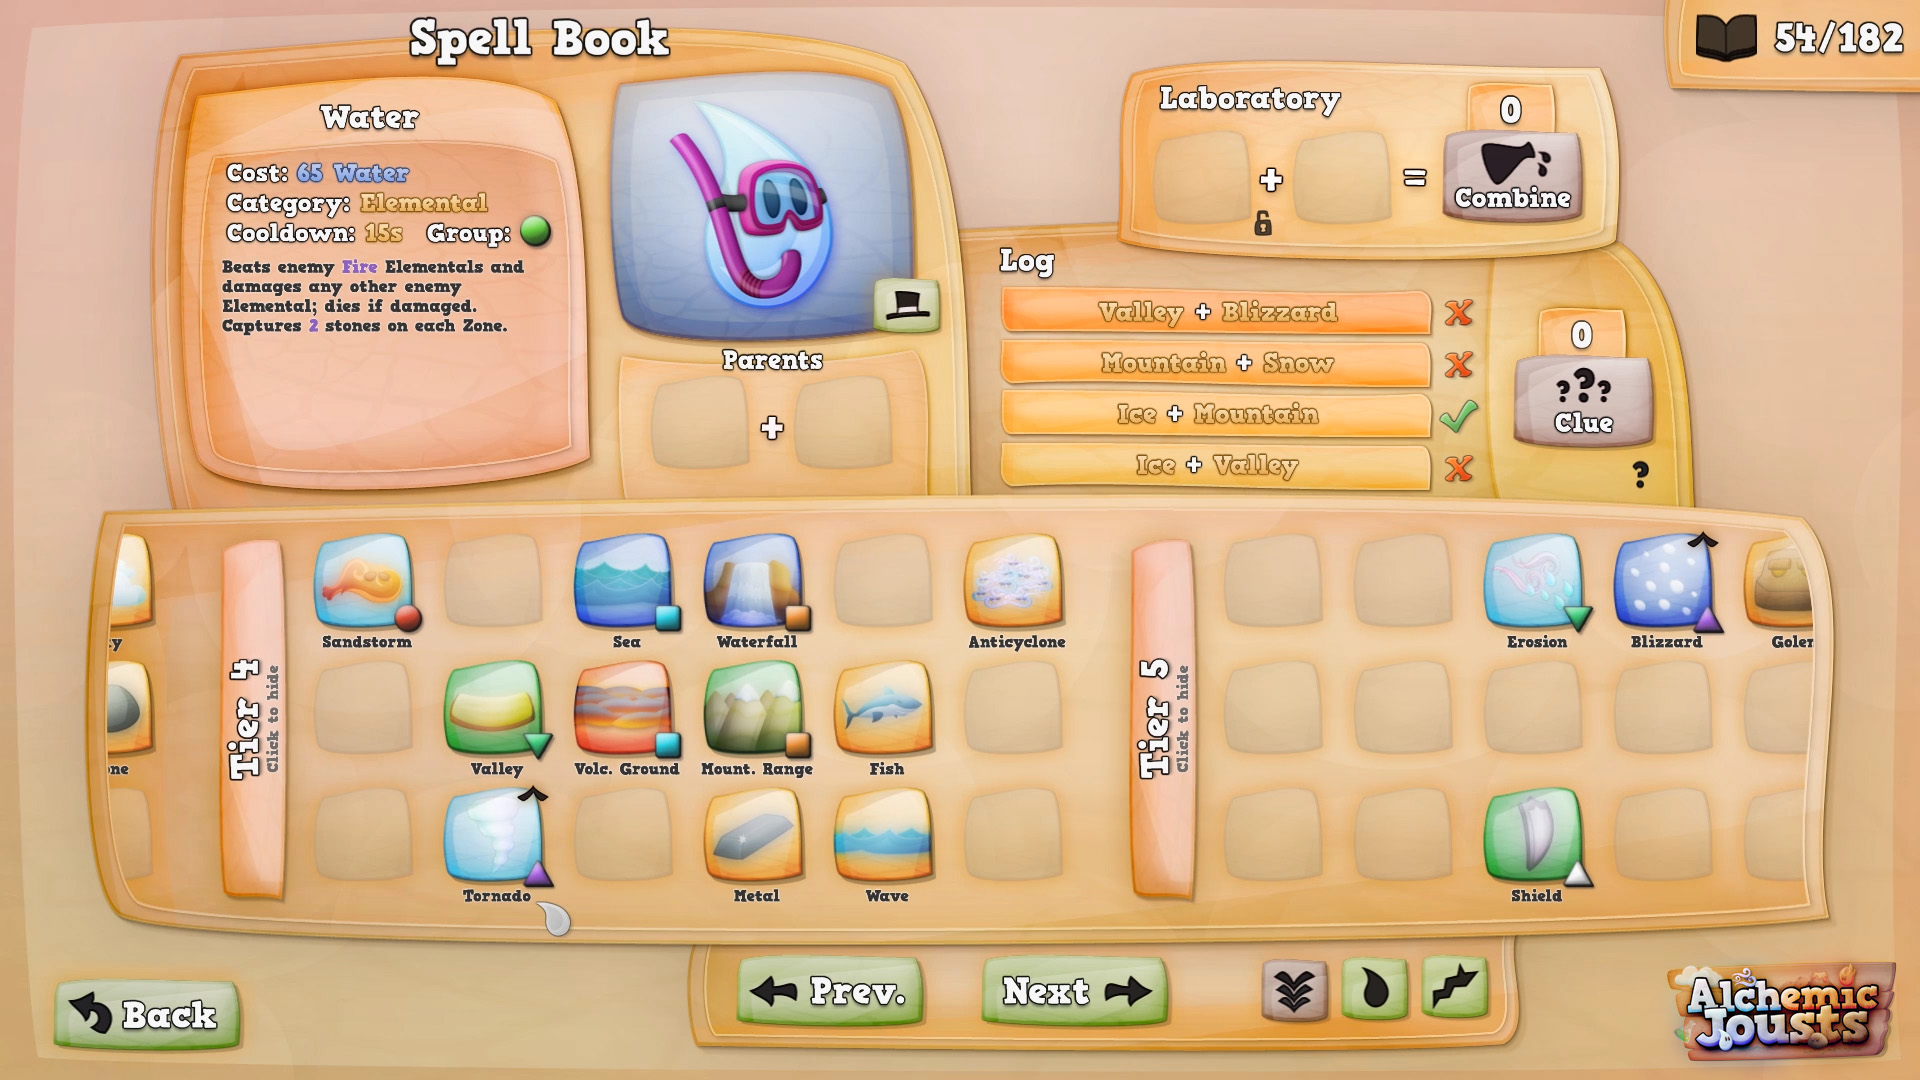 Spell Book
54/182
Water
Cost: 65 Water
Category: Elemental
Cooldown: 15s Group:
Beats enemy Fire Elementals and
damages any other enemy
Elemental; dies if damaged.
Captures 2 stones on each Zone.
Parents
+
Laboratory
+ =
0
Combine
Log
Valley + Blizzard
Mountain + Snow
Ice + Mountain
Ice + Valley
0
???
Clue
?
y
ne
Tier 4
Click to hide
Sandstorm
Sea
Waterfall
Anticyclone
Valley
Volc. Ground
Mount. Range
Fish
Tornado
Metal
Wave
Tier 5
Click to hide
Erosion
Blizzard
Goler
Shield
Back
Prev.
Next
Alchemic
Jousts